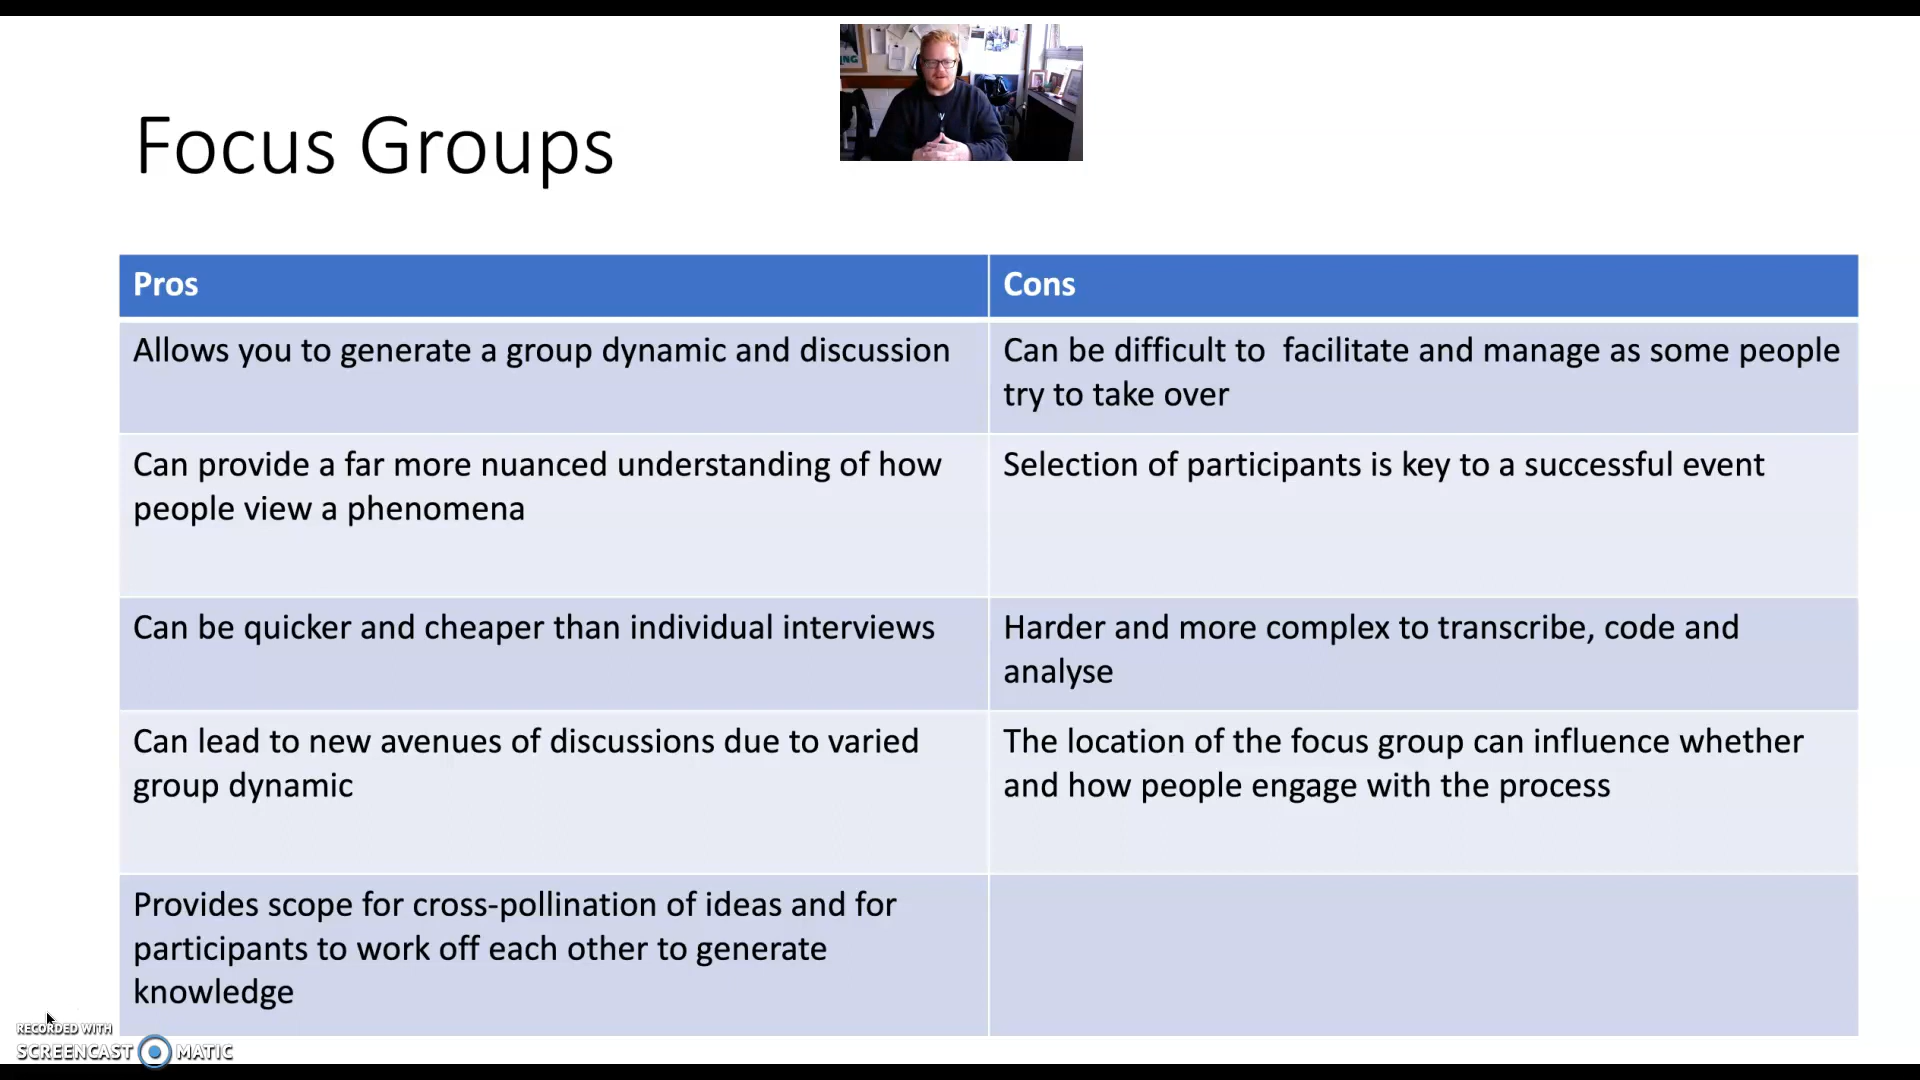 NG
Focus Groups
Pros
Cons
Allows you to generate a group dynamic and discussion
Can be difficult to  facilitate and manage as some people
try to take over
Can provide a far more nuanced understanding of how
people view a phenomena
Selection of participants is key to a successful event
Can be quicker and cheaper than individual interviews
Harder and more complex to transcribe, code and
analyse
Can lead to new avenues of discussions due to varied
group dynamic
The location of the focus group can influence whether
and how people engage with the process
Provides scope for cross-pollination of ideas and for
participants to work off each other to generate
knowledge
RECORDED WITH
SCREENCAST MATIC